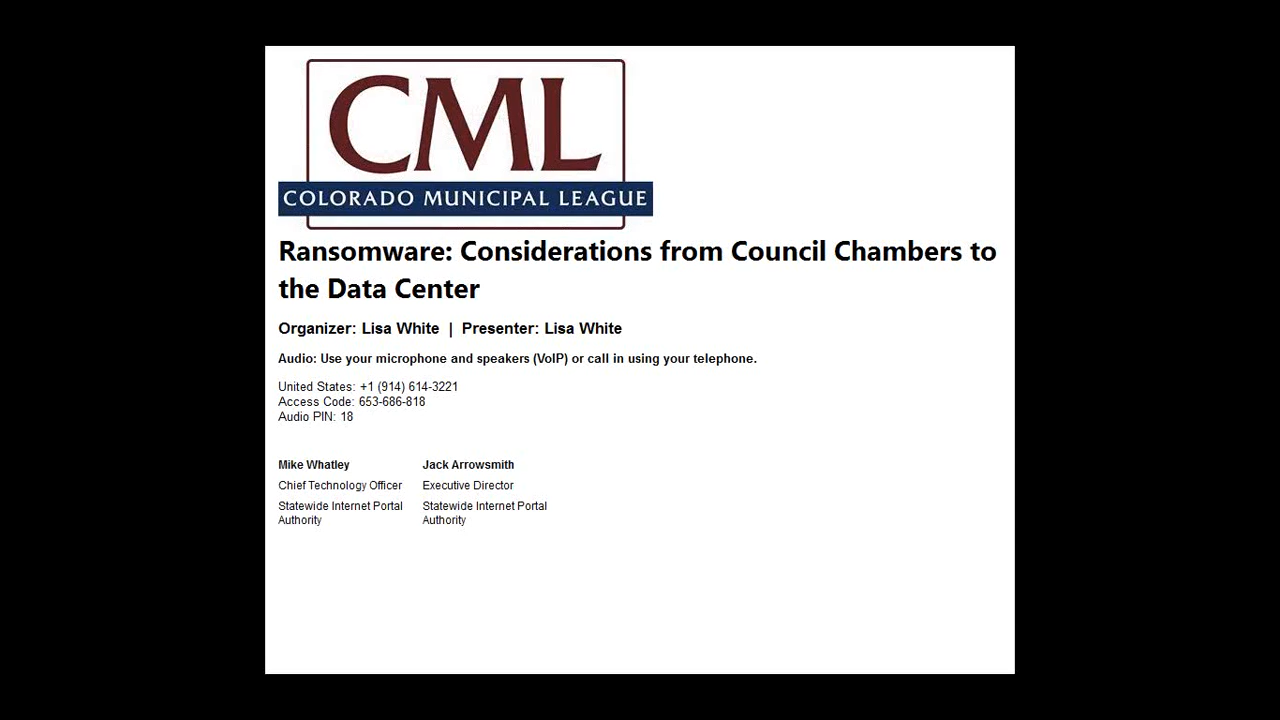 CML
COLORADO MUNICIPAL LEAGUE
Ransomware: Considerations from Council Chambers to
the Data Center
Organizer: Lisa White | Presenter: Lisa White
Audio: Use your microphone and speakers (VoIP) or call in using your telephone.
United States: +1 (914) 614-3221
Access Code: 653-686-818
Audio PIN: 18
Mike Whatley
Chief Technology Officer
Statewide Internet Portal
Authority
Jack Arrowsmith
Executive Director
Statewide Internet Portal
Authority